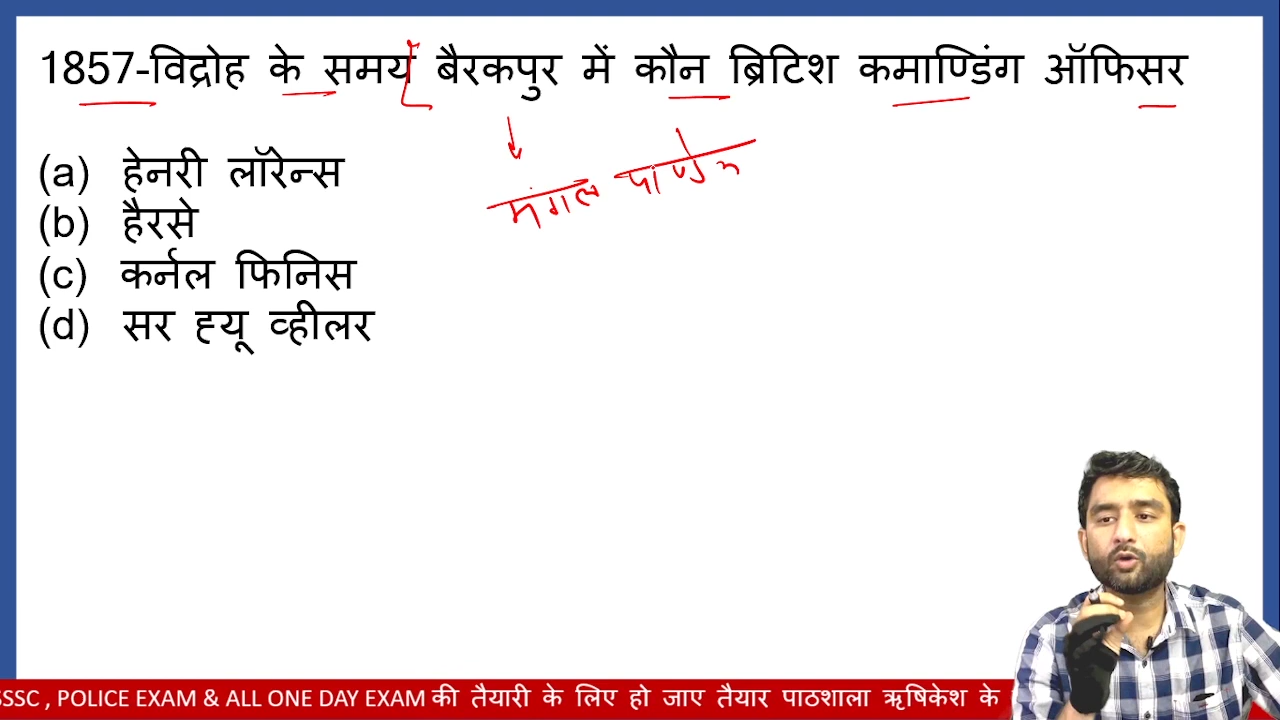 1857-विद्रोह के समय बैरकपुर में कौन ब्रिटिश कमाण्डिंग ऑफिसर
मंगल पाण्डेय
(a) हेनरी लॉरेन्स
(b) हैरसे
(c) कर्नल फिनिस
(d) सर ह्यू व्हीलर
SSSC , POLICE EXAM & ALL ONE DAY EXAM की तैयारी के लिए हो जाए तैयार पाठशाला ऋषिकेश के